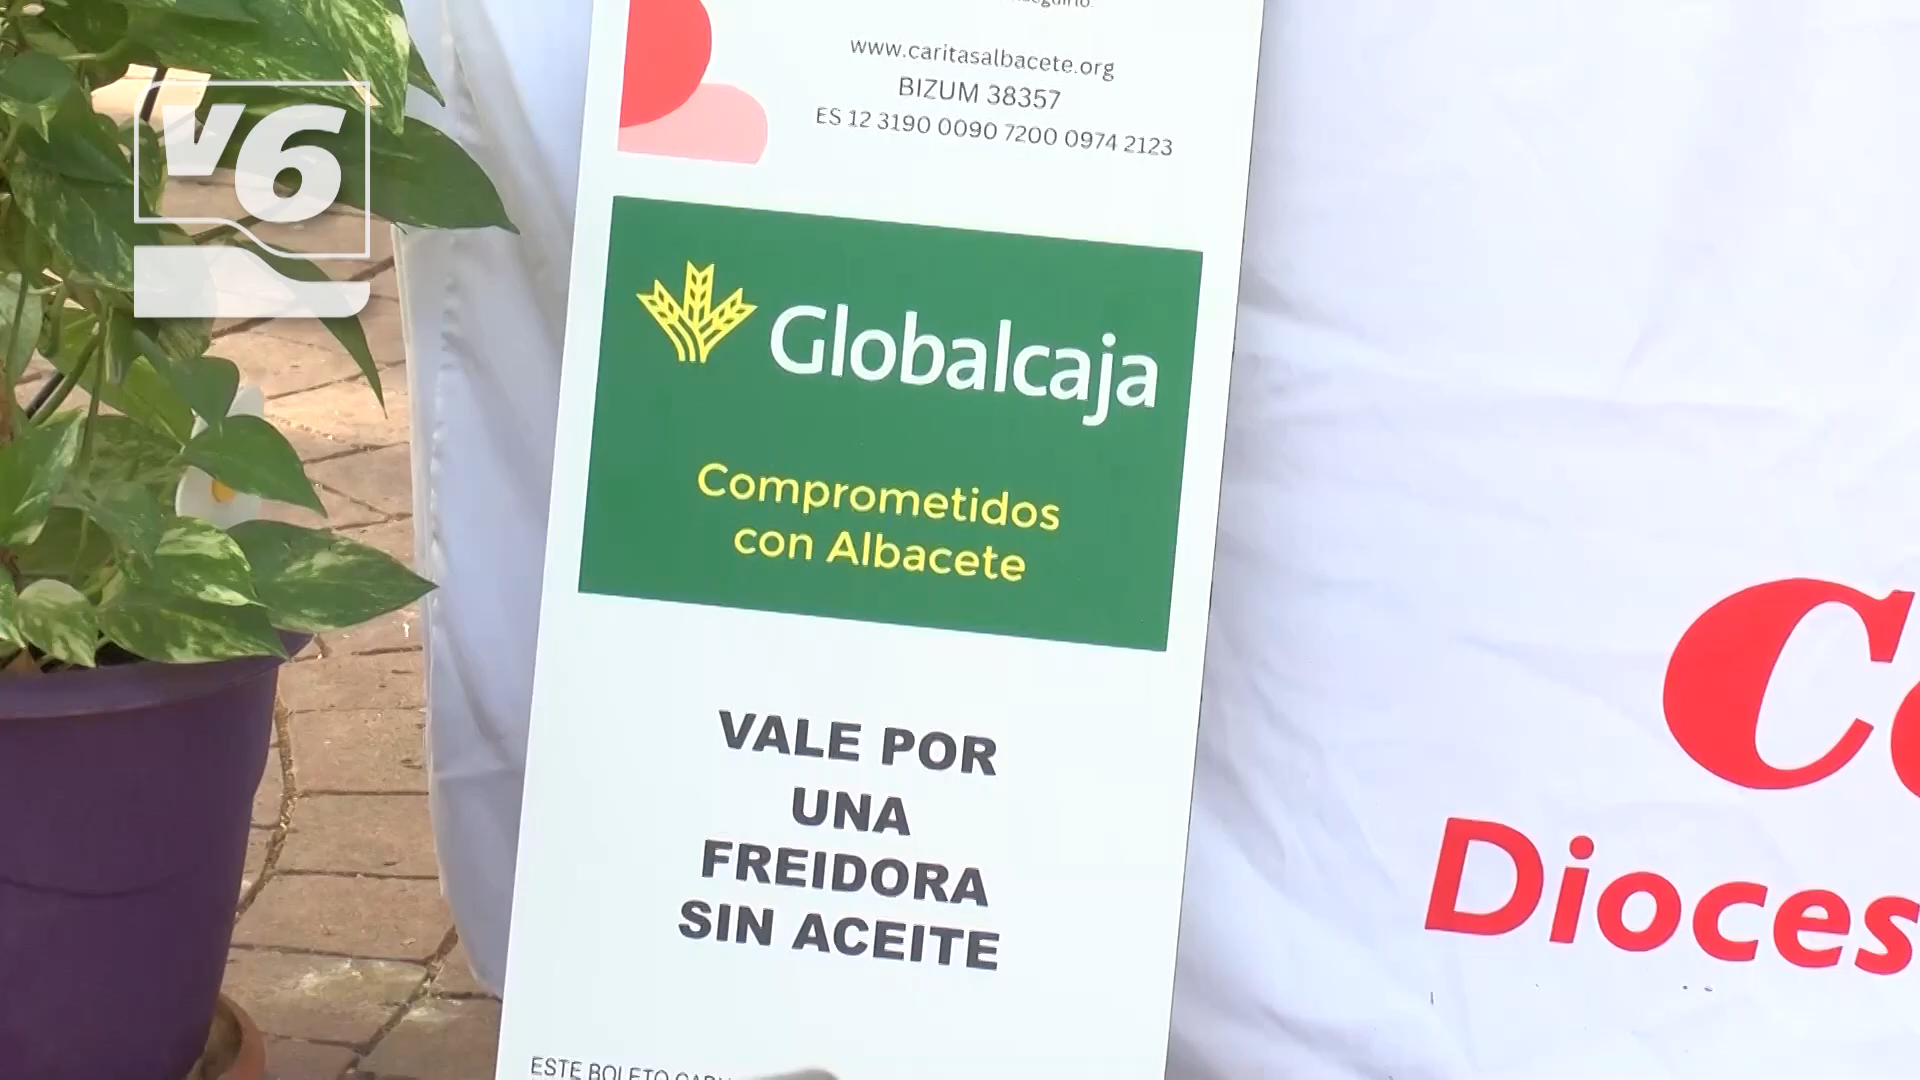 V6
www.caritasalbacete.org
BIZUM 38357
ES 12 3190 0090 7200 0974 2123
Globalcaja
Comprometidos
con Albacete
VALE POR
UNA
FREIDORA
SIN ACEITE
ESTE BOLETO
Dioces